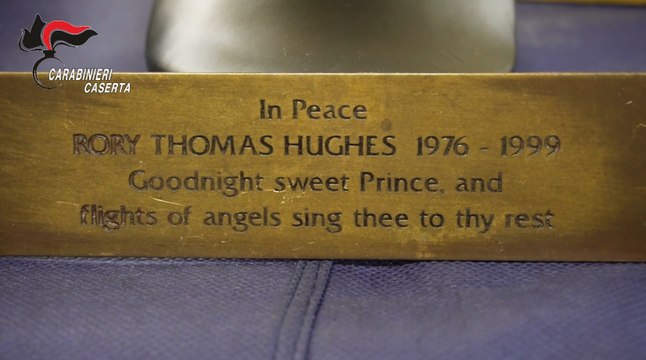 CARABINIERI
CASERTA
In Peace
RORY THOMAS HUGHES 1976 - 1999
Goodnight sweet Prince, and
flights of angels sing thee to thy rest